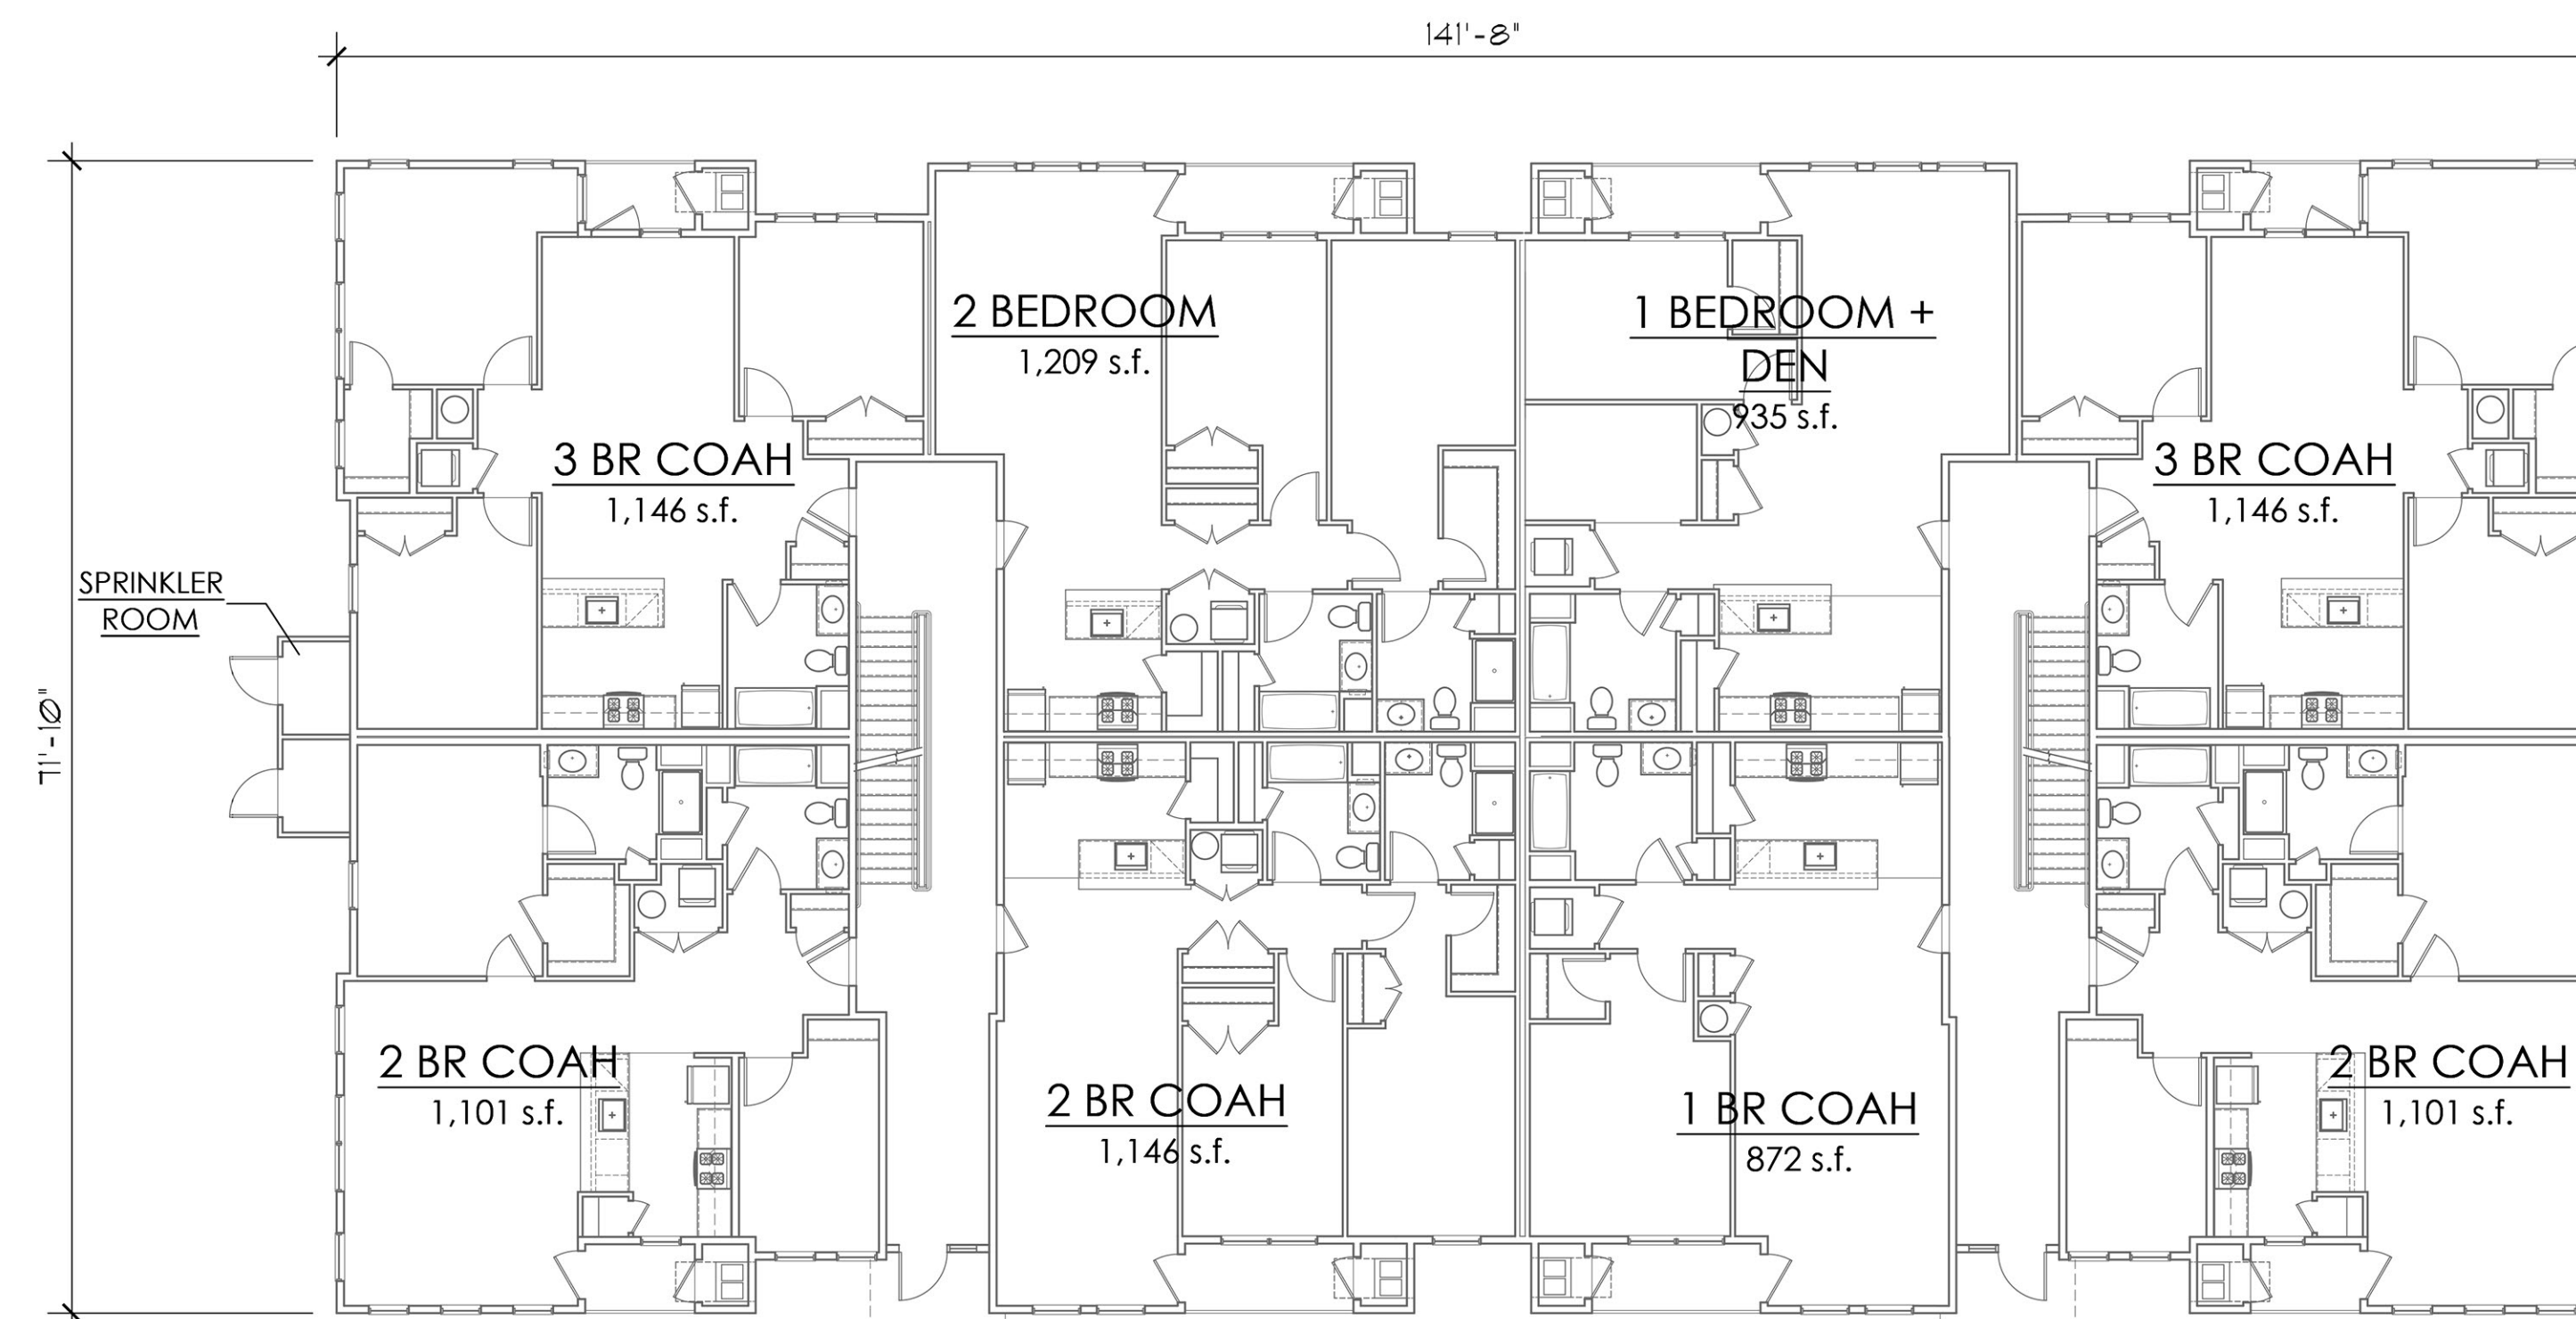 141'-8"
2 BEDROOM
1,209 s.f.
1 BEDROOM +
DEN
935 s.f.
3 BR COAH
1,146 s.f.
3 BR COAH
1,146 s.f.
SPRINKLER
ROOM
71'-10"
2 BR COAH
1,101 s.f.
2 BR COAH
1,146 s.f.
1 BR COAH
872 s.f.
2 BR COAH
1,101 s.f.